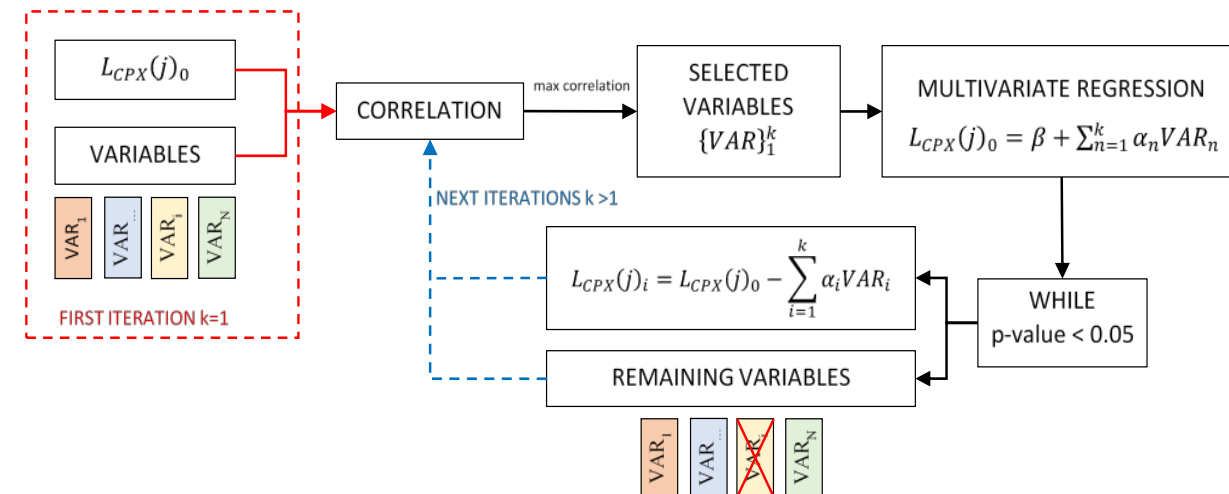 L_{CPX}(j)_0
VARIABLES
VAR_1
VAR_{...}
VAR_i
VAR_N
FIRST ITERATION k=1
CORRELATION
max correlation
SELECTED
VARIABLES
{VAR}_1^k
MULTIVARIATE REGRESSION
L_{CPX}(j)_0 = β + ∑_{n=1}^k α_n VAR_n
NEXT ITERATIONS k >1
L_{CPX}(j)_i = L_{CPX}(j)_0 − ∑_{i=1}^k α_i VAR_i
WHILE
p-value < 0.05
REMAINING VARIABLES
VAR_1
VAR_{...}
VAR_i
VAR_N